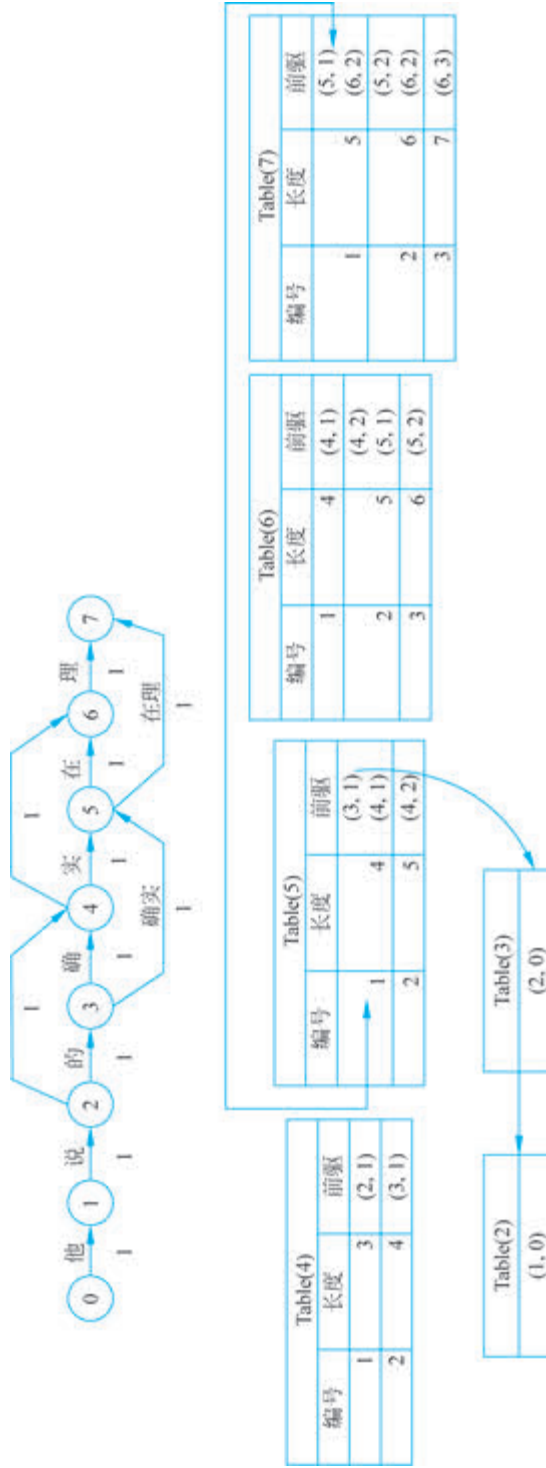 1 1
他 说 的 确 实 在 理
0 1 2 3 4 5 6 7
1 1 1 1 1 1 1
确实 在理
1 1
Table(4)
编号 长度 前驱
1 3 (2, 1)
2 4 (3, 1)
Table(5)
编号 长度 前驱
(3, 1)
1 4 (4, 1)
2 5 (4, 2)
Table(6)
编号 长度 前驱
1 4 (4, 1)
(4, 2)
2 5 (5, 1)
3 6 (5, 2)
Table(7)
编号 长度 前驱
(5, 1)
1 5 (6, 2)
(5, 2)
2 6 (6, 2)
3 7 (6, 3)
Table(2)
(1, 0)
Table(3)
(2, 0)